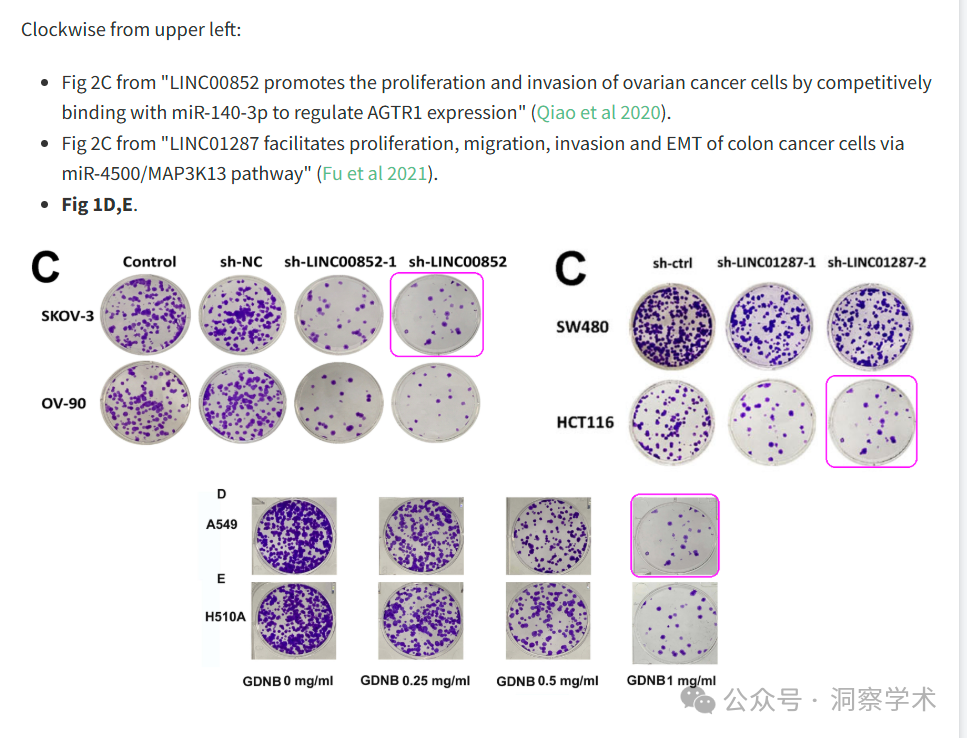 Clockwise from upper left:
Fig 2C from "LINC00852 promotes the proliferation and invasion of ovarian cancer cells by competitively
binding with miR-140-3p to regulate AGTR1 expression" (Qiao et al 2020).
Fig 2C from "LINC01287 facilitates proliferation, migration, invasion and EMT of colon cancer cells via
miR-4500/MAP3K13 pathway" (Fu et al 2021).
Fig 1D,E.
C
Control sh-NC sh-LINC00852-1 sh-LINC00852
SKOV-3
OV-90
C
sh-ctrl sh-LINC01287-1 sh-LINC01287-2
SW480
HCT116
D
A549
E
H510A
GDNB 0 mg/ml GDNB 0.25 mg/ml GDNB 0.5 mg/ml GDNB1 mg/ml
公众号 · 洞察学术